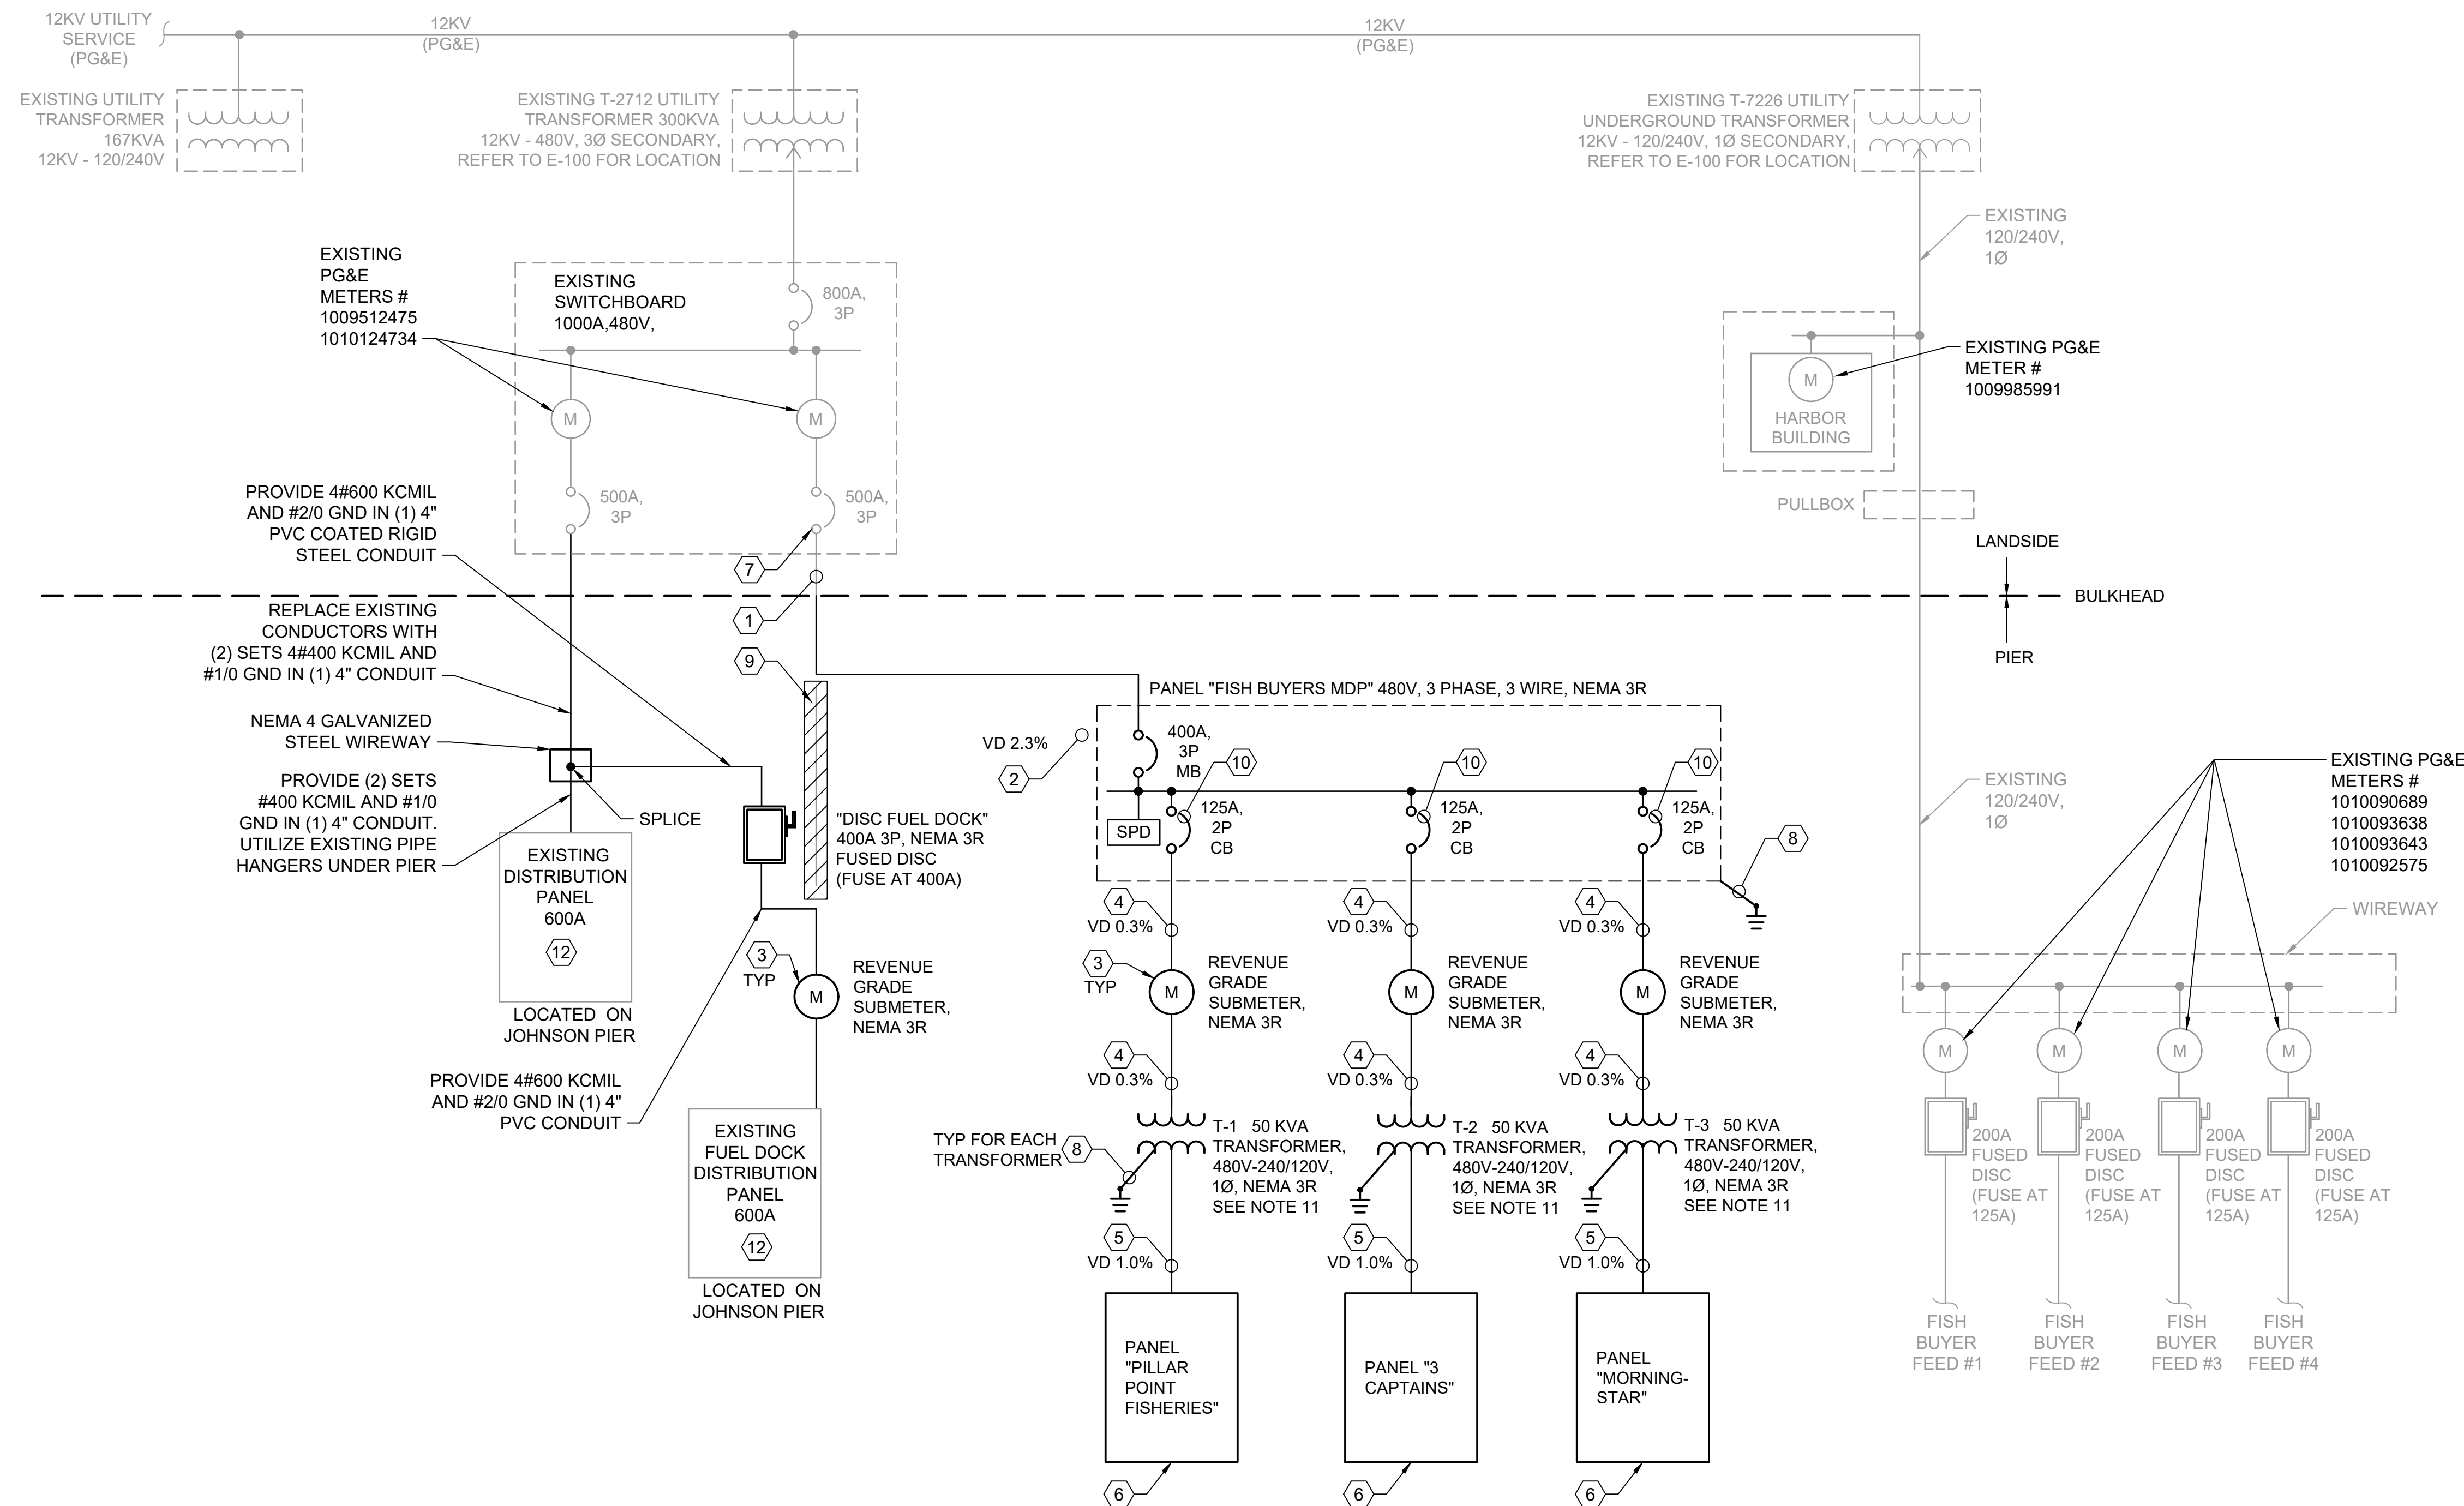 12KV UTILITY
SERVICE
(PG&E)
12KV
(PG&E)
12KV
(PG&E)
EXISTING UTILITY
TRANSFORMER
167KVA
12KV - 120/240V
EXISTING T-2712 UTILITY
TRANSFORMER 300KVA
12KV - 480V, 3Ø SECONDARY,
REFER TO E-100 FOR LOCATION
EXISTING T-7226 UTILITY
UNDERGROUND TRANSFORMER
12KV - 120/240V, 1Ø SECONDARY,
REFER TO E-100 FOR LOCATION
EXISTING
120/240V,
1Ø
EXISTING
PG&E
METERS #
1009512475
1010124734
EXISTING
SWITCHBOARD
1000A,480V,
800A,
3P
M
M
500A,
3P
500A,
3P
EXISTING PG&E
METER #
1009985991
M
HARBOR
BUILDING
PULLBOX
LANDSIDE
BULKHEAD
PIER
PROVIDE 4#600 KCMIL
AND #2/0 GND IN (1) 4"
PVC COATED RIGID
STEEL CONDUIT
7
1
9
REPLACE EXISTING
CONDUCTORS WITH
(2) SETS 4#400 KCMIL AND
#1/0 GND IN (1) 4" CONDUIT
NEMA 4 GALVANIZED
STEEL WIREWAY
PROVIDE (2) SETS
#400 KCMIL AND #1/0
GND IN (1) 4" CONDUIT.
UTILIZE EXISTING PIPE
HANGERS UNDER PIER
SPLICE
EXISTING
DISTRIBUTION
PANEL
600A
12
LOCATED ON
JOHNSON PIER
"DISC FUEL DOCK"
400A 3P, NEMA 3R
FUSED DISC
(FUSE AT 400A)
3
TYP
M
REVENUE
GRADE
SUBMETER,
NEMA 3R
PROVIDE 4#600 KCMIL
AND #2/0 GND IN (1) 4"
PVC CONDUIT
EXISTING
FUEL DOCK
DISTRIBUTION
PANEL
600A
12
LOCATED ON
JOHNSON PIER
PANEL "FISH BUYERS MDP" 480V, 3 PHASE, 3 WIRE, NEMA 3R
VD 2.3%
2
400A,
3P
MB
SPD
10
125A,
2P
CB
10
125A,
2P
CB
10
125A,
2P
CB
8
4
VD 0.3%
4
VD 0.3%
4
VD 0.3%
3
TYP
M
REVENUE
GRADE
SUBMETER,
NEMA 3R
M
REVENUE
GRADE
SUBMETER,
NEMA 3R
M
REVENUE
GRADE
SUBMETER,
NEMA 3R
4
VD 0.3%
4
VD 0.3%
4
VD 0.3%
TYP FOR EACH
TRANSFORMER
8
T-1 50 KVA
TRANSFORMER,
480V-240/120V,
1Ø, NEMA 3R
SEE NOTE 11
T-2 50 KVA
TRANSFORMER,
480V-240/120V,
1Ø, NEMA 3R
SEE NOTE 11
T-3 50 KVA
TRANSFORMER,
480V-240/120V,
1Ø, NEMA 3R
SEE NOTE 11
5
VD 1.0%
5
VD 1.0%
5
VD 1.0%
PANEL
"PILLAR
POINT
FISHERIES"
PANEL "3
CAPTAINS"
PANEL
"MORNING-
STAR"
6
6
6
EXISTING
120/240V,
1Ø
EXISTING PG&E
METERS #
1010090689
1010093638
1010093643
1010092575
WIREWAY
M
M
M
M
200A
FUSED
DISC
(FUSE AT
125A)
200A
FUSED
DISC
(FUSE AT
125A)
200A
FUSED
DISC
(FUSE AT
125A)
200A
FUSED
DISC
(FUSE AT
125A)
FISH
BUYER
FEED #1
FISH
BUYER
FEED #2
FISH
BUYER
FEED #3
FISH
BUYER
FEED #4